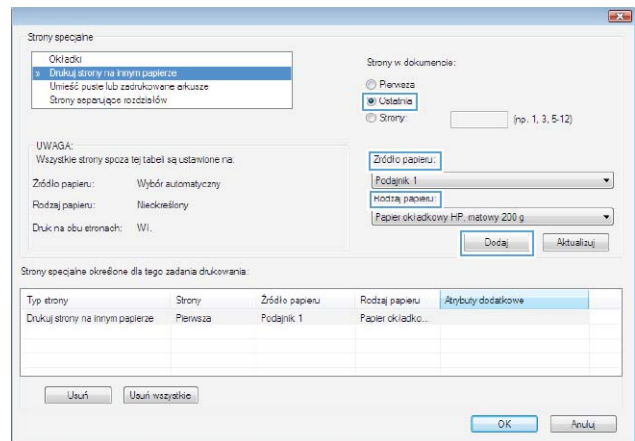 Strony specjalne
Okładki
» Drukuj strony na innym papierze
Umieść puste lub zadrukowane arkusze
Strony separujące rozdziałów
Strony w dokumencie:
Pierwsza
Ostatnia
Strony: (np. 1, 3, 5-12)
UWAGA:
Wszystkie strony spoza tej tabeli są ustawione na:
Źródło papieru: Wybór automatyczny
Rodzaj papieru: Nieokreślony
Druk na obu stronach: Wł.
Źródło papieru:
Podajnik 1
Rodzaj papieru:
Papier okładkowy HP, matowy 200 g
Dodaj Aktualizuj
Strony specjalne określone dla tego zadania drukowania:
Typ strony Strony Źródło papieru Rodzaj papieru Atrybuty dodatkowe
Drukuj strony na innym papierze Pierwsza Podajnik 1 Papier okładko...
Usuń Usuń wszystkie
OK Anuluj